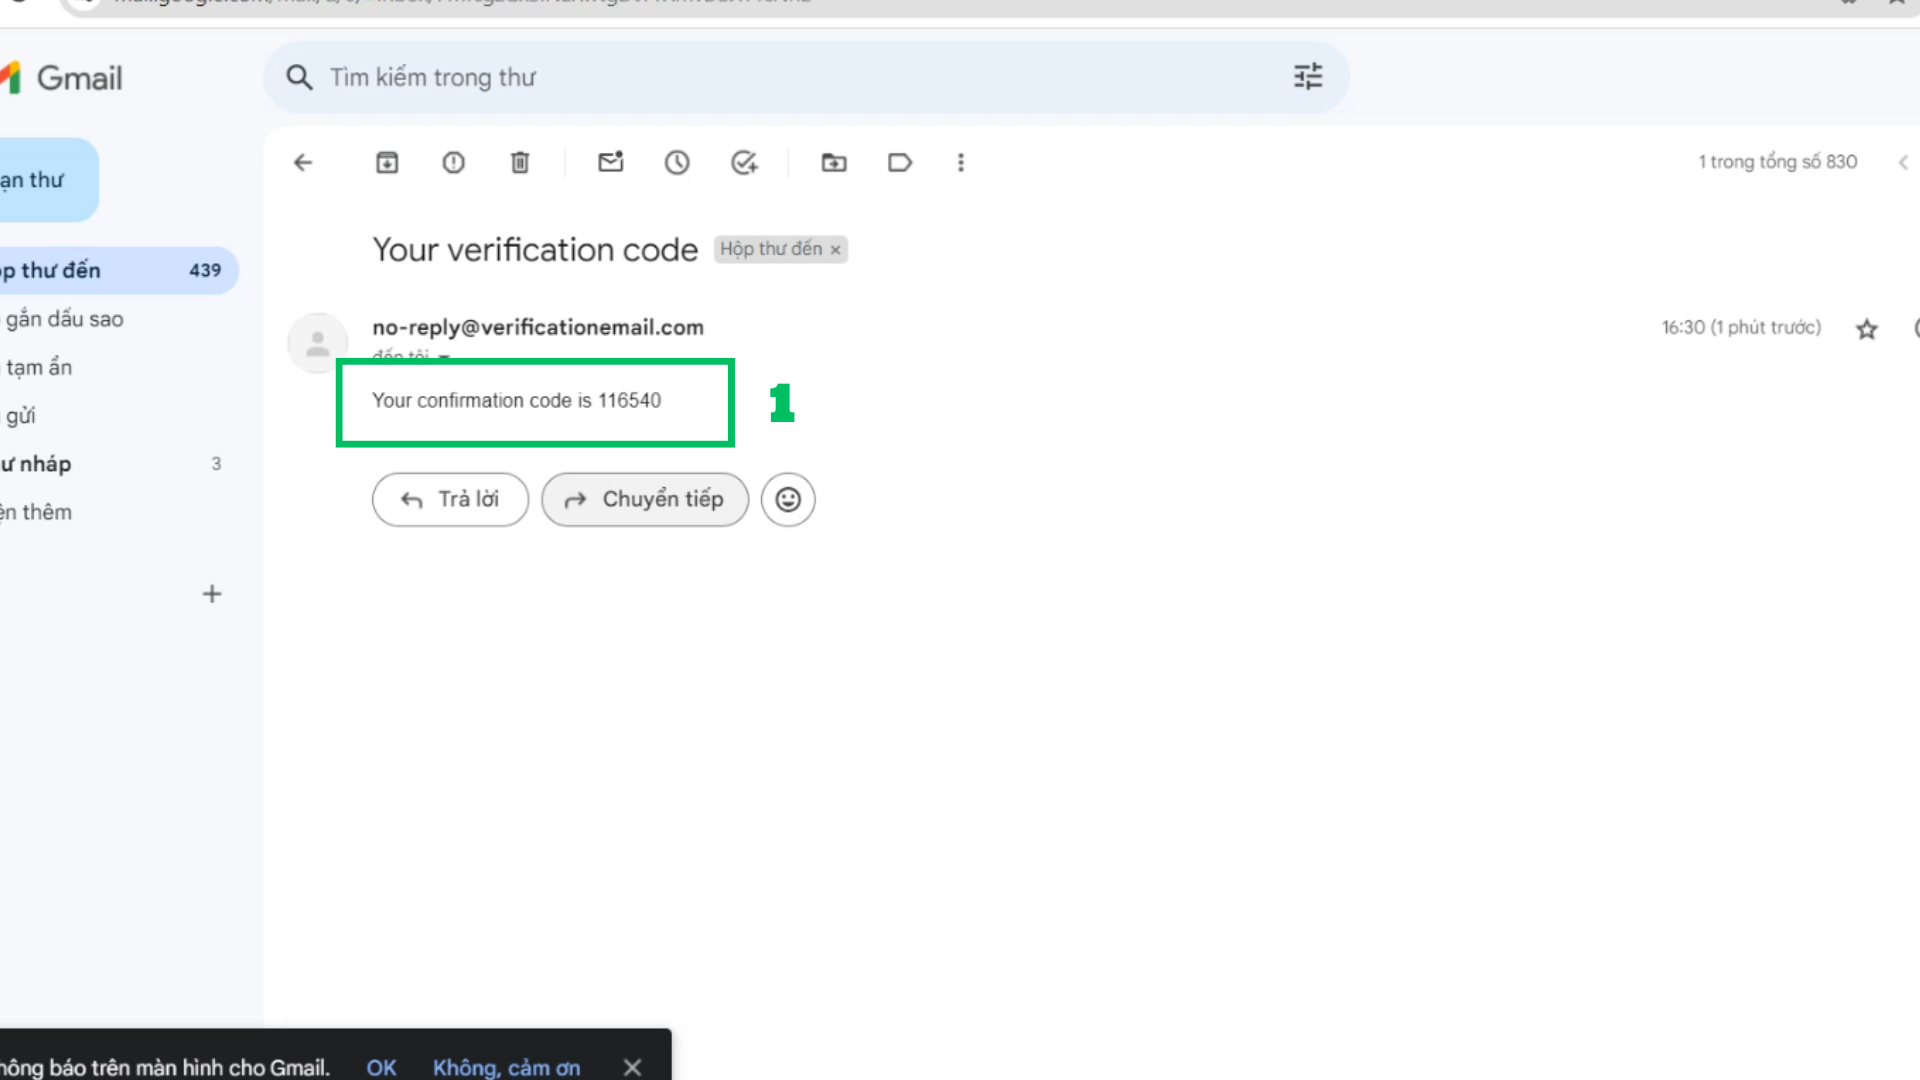 Gmail
Tìm kiếm trong thư
1 trong tổng số 830
thư
Your verification code Hộp thư đến ×
thư đến 439
gắn dấu sao
no-reply@verificationemail.com
16:30 (1 phút trước)
đến tôi
tạm ẩn
Your confirmation code is 116540
1
gửi
nháp 3
Trả lời
Chuyển tiếp
thêm
+
báo trên màn hình cho Gmail. OK Không, cảm ơn ×